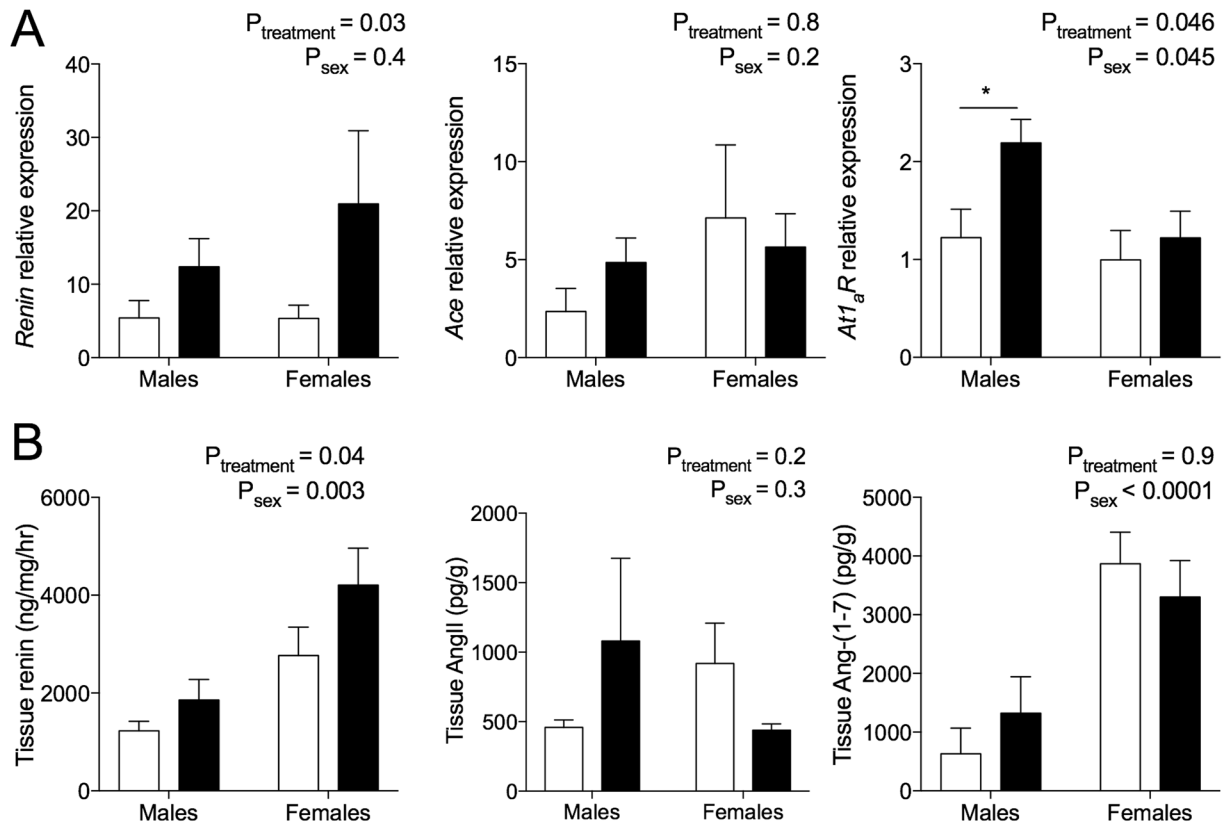 A
P_treatment = 0.03
P_sex = 0.4
40
30
20
10
0
Renin relative expression
Males
Females
P_treatment = 0.8
P_sex = 0.2
15
10
5
0
Ace relative expression
Males
Females
P_treatment = 0.046
P_sex = 0.045
3
2
1
0
At1_aR relative expression
*
Males
Females
B
P_treatment = 0.04
P_sex = 0.003
6000
4000
2000
0
Tissue renin (ng/mg/hr)
Males
Females
P_treatment = 0.2
P_sex = 0.3
2000
1500
1000
500
0
Tissue AngII (pg/g)
Males
Females
P_treatment = 0.9
P_sex < 0.0001
5000
4000
3000
2000
1000
0
Tissue Ang-(1-7) (pg/g)
Males
Females